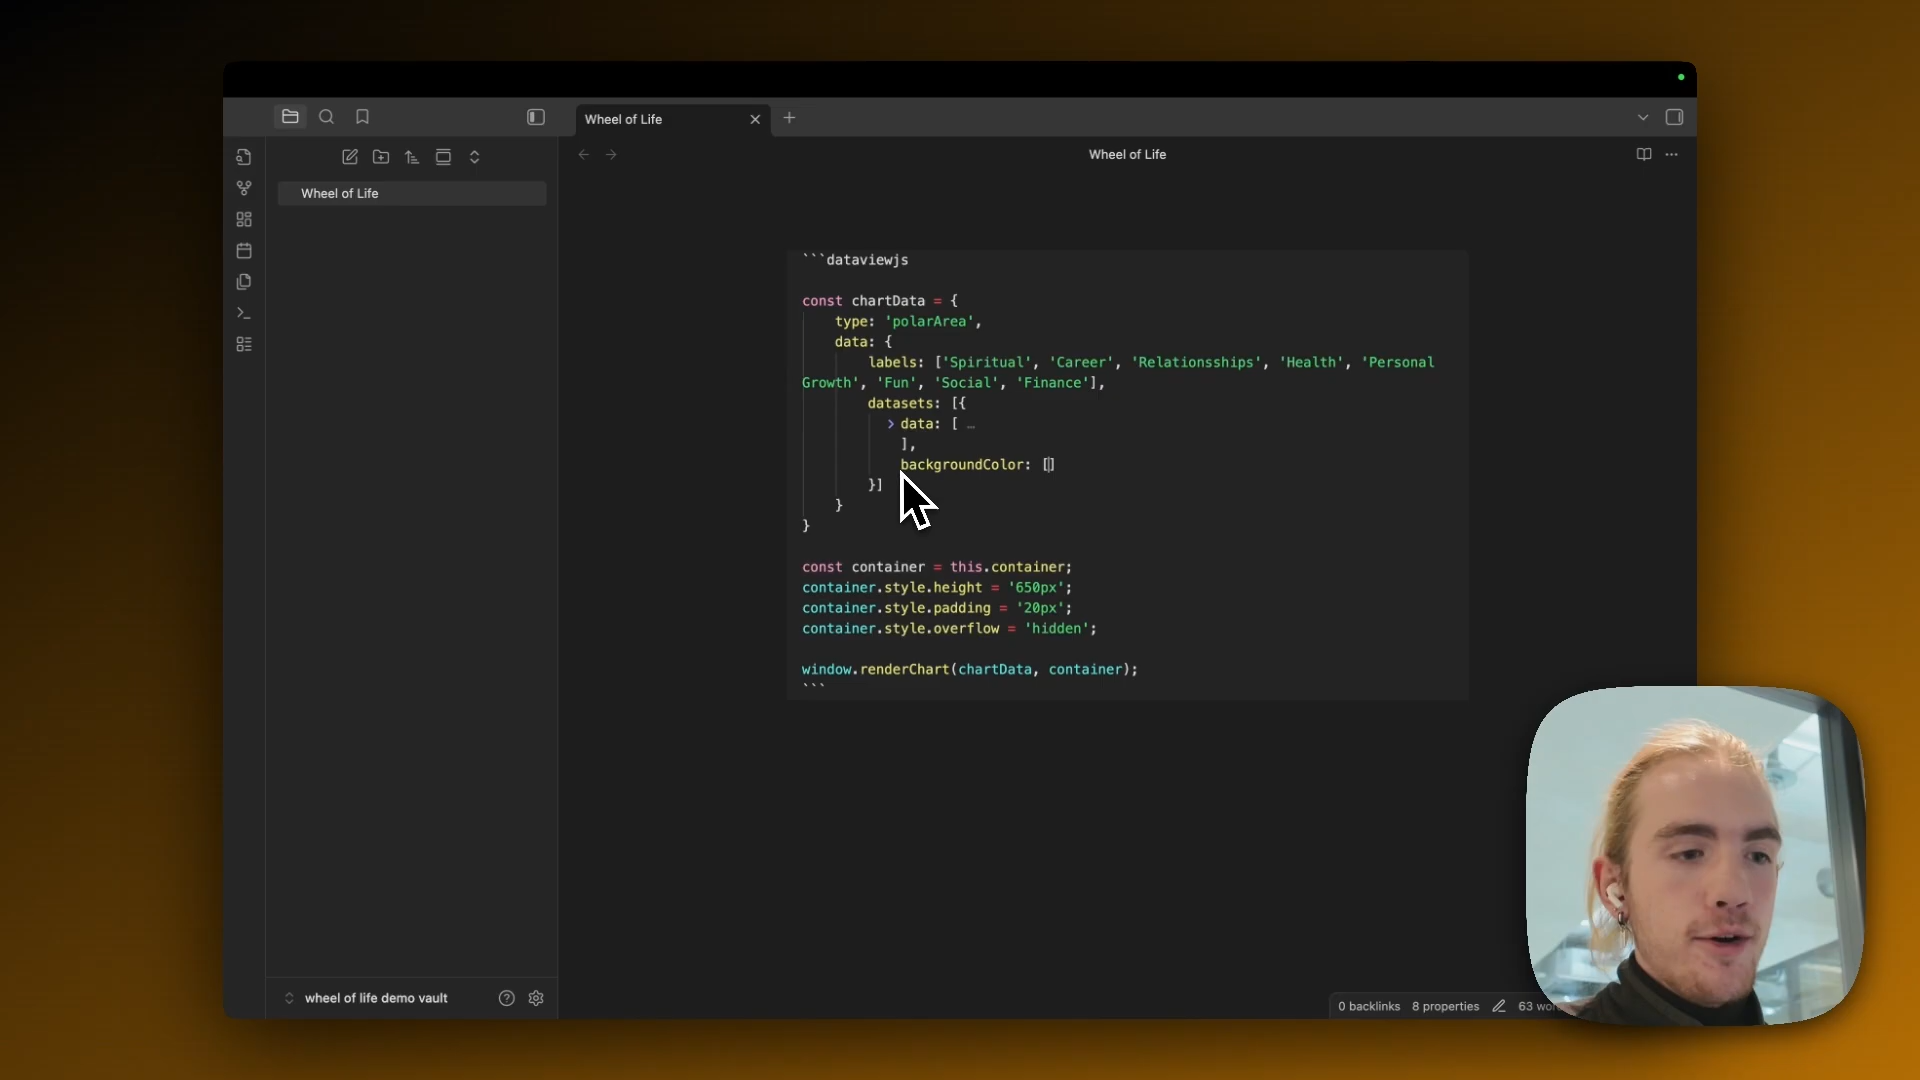 Wheel of Life
Wheel of Life
Wheel of Life
```dataviewjs
const chartData = {
type: 'polarArea',
data: {
labels: ['Spiritual', 'Career', 'Relationsships', 'Health', 'Personal
Growth', 'Fun', 'Social', 'Finance'],
datasets: [{
data: [ …
],
backgroundColor: []
}]
}
}
const container = this.container;
container.style.height = '650px';
container.style.padding = '20px';
container.style.overflow = 'hidden';
window.renderChart(chartData, container);
```
wheel of life demo vault
0 backlinks 8 properties 63